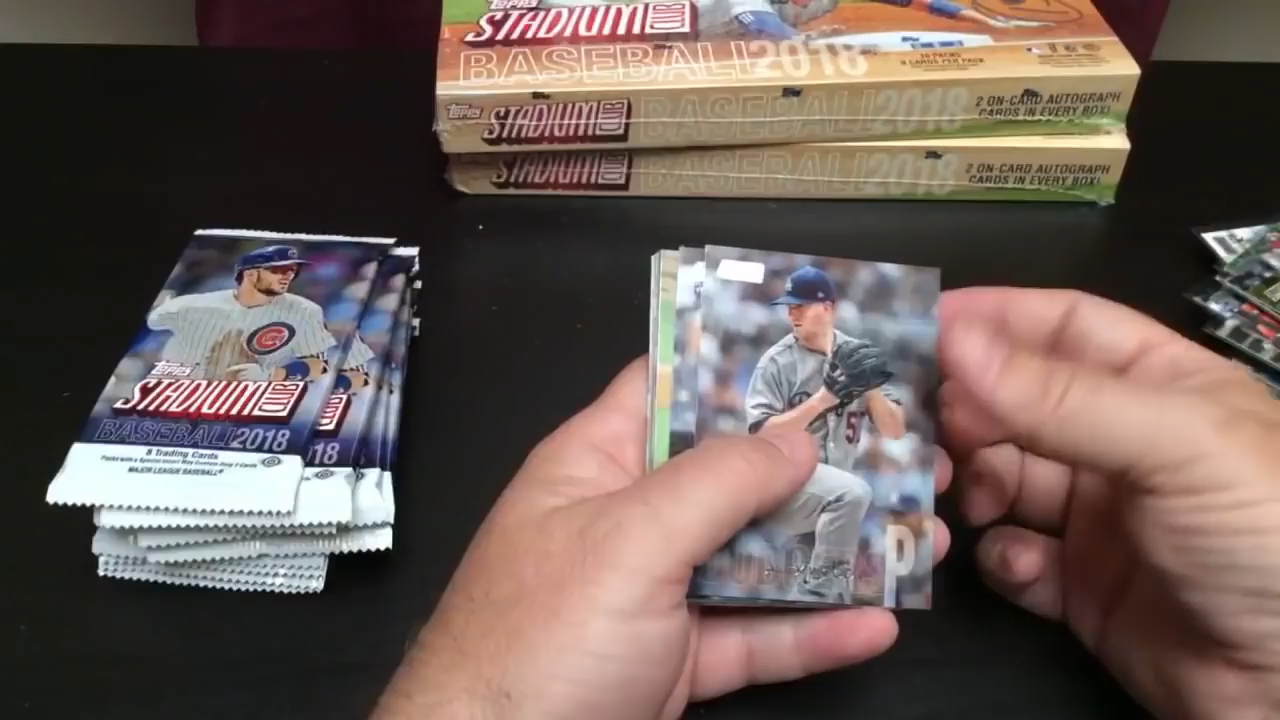 TOPPS
STADIUM CLUB
BASEBALL 2018
16 PACKS
8 CARDS PER PACK
TOPPS
STADIUM CLUB
BASEBALL 2018
2 ON-CARD AUTOGRAPH
CARDS IN EVERY BOX!
STADIUM CLUB
BASEBALL 2018
2 ON-CARD AUTOGRAPH
CARDS IN EVERY BOX!
TOPPS
STADIUM CLUB
BASEBALL 2018
8 Trading Cards
MAJOR LEAGUE BASEBALL
18
57
P